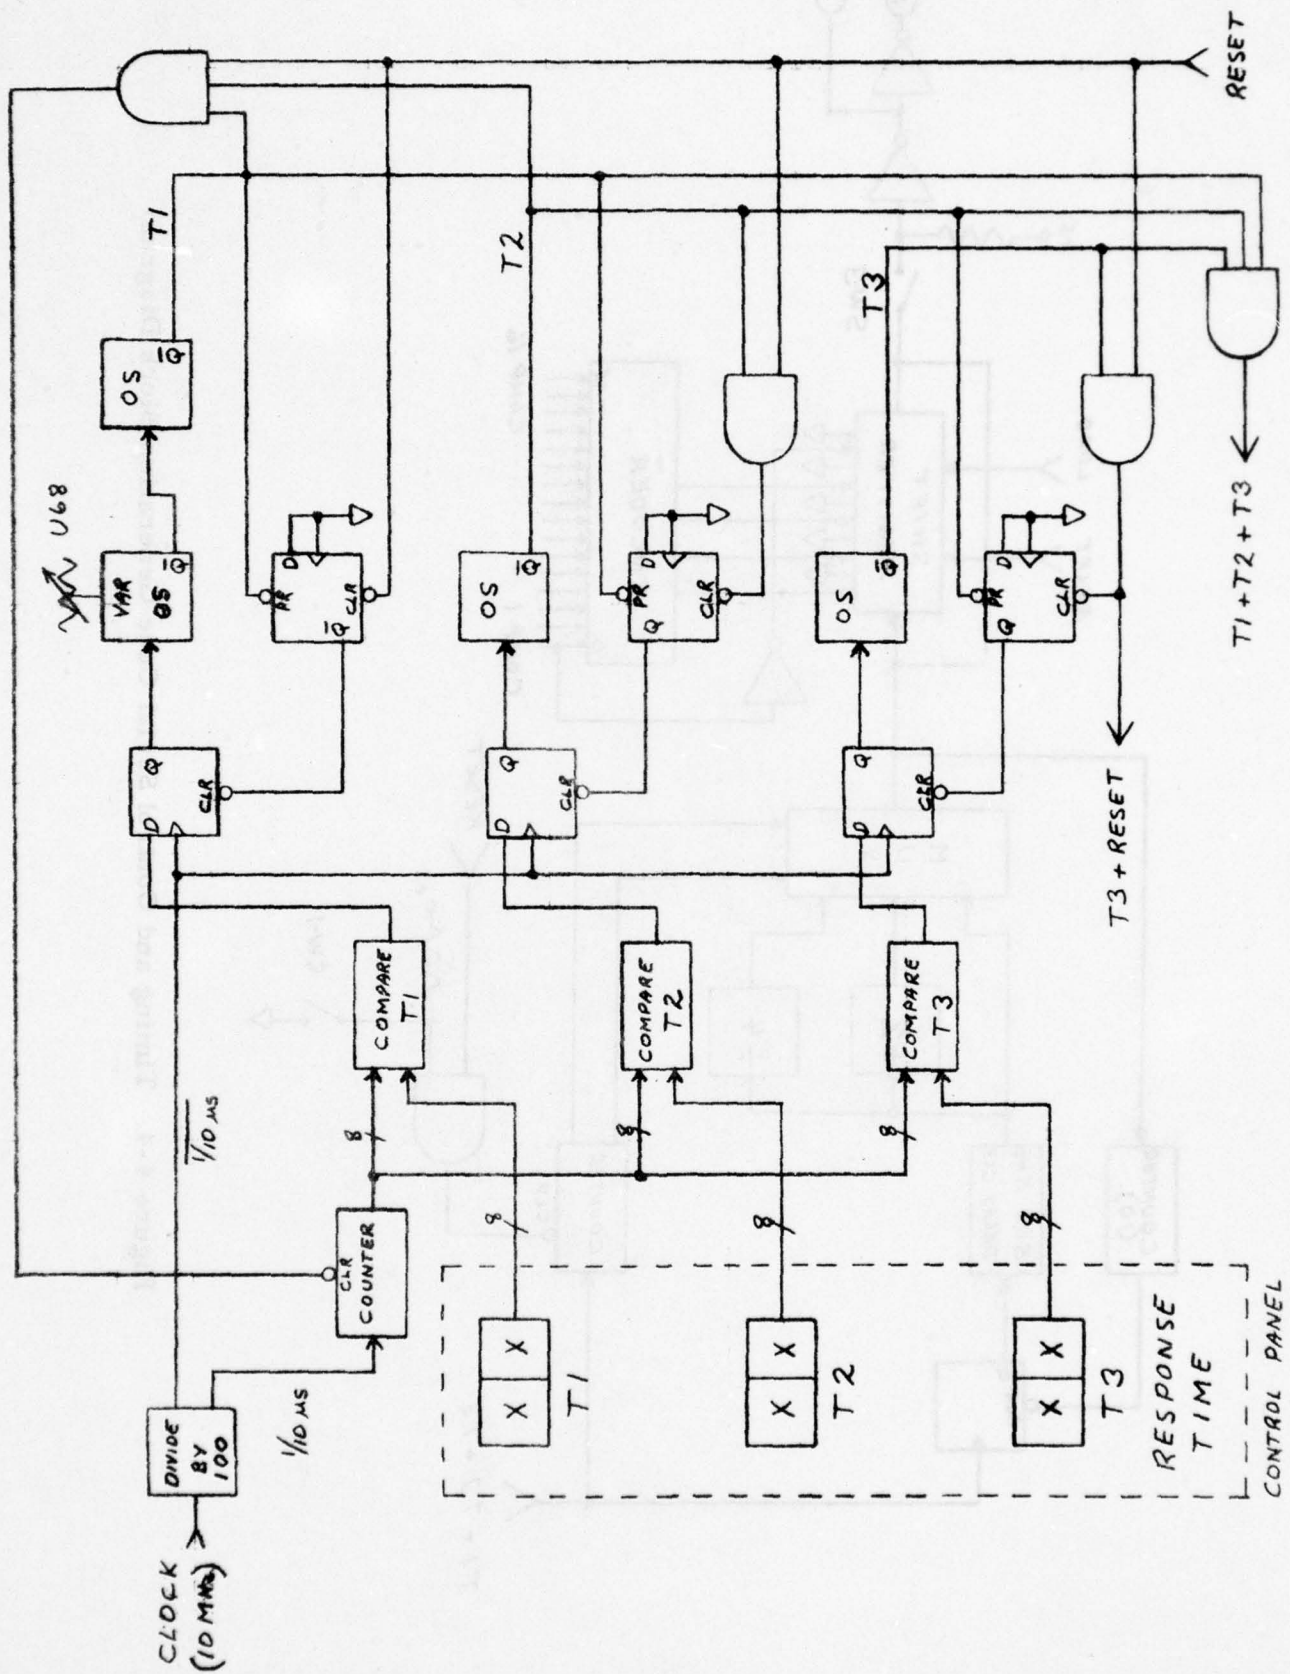 CLOCK
(10 MHz)
DIVIDE
BY
100
1/10 μs
1/10 μs
CLR
COUNTER
8
8
8
8
8
8
COMPARE
T1
COMPARE
T2
COMPARE
T3
X X
T1
X X
T2
X X
T3
RESPONSE
TIME
CONTROL PANEL
D Q
CLR
D Q
CLR
D Q
CLR
VAR
OS
Q
U68
OS
Q
T1
PR
D
Q
CLR
OS
Q
T2
PR
D
Q
CLR
OS
Q
T3
PR
D
Q
CLR
T3 + RESET
T1 + T2 + T3
RESET